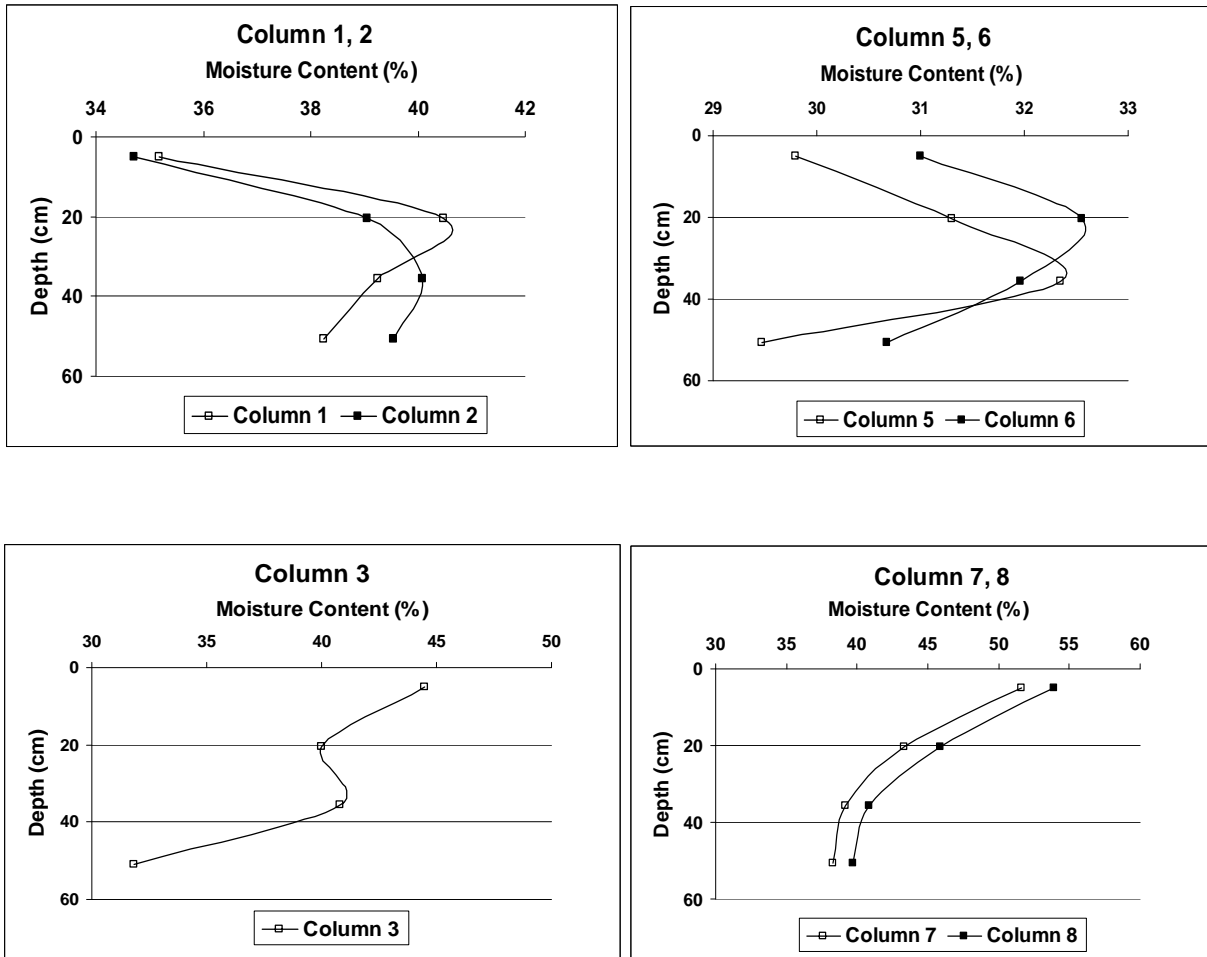 Column 1, 2
Moisture Content (%)
34 36 38 40 42
0
20
40
60
Depth (cm)
Column 1 Column 2
Column 5, 6
Moisture Content (%)
29 30 31 32 33
0
20
40
60
Depth (cm)
Column 5 Column 6
Column 3
Moisture Content (%)
30 35 40 45 50
0
20
40
60
Depth (cm)
Column 3
Column 7, 8
Moisture Content (%)
30 35 40 45 50 55 60
0
20
40
60
Depth (cm)
Column 7 Column 8